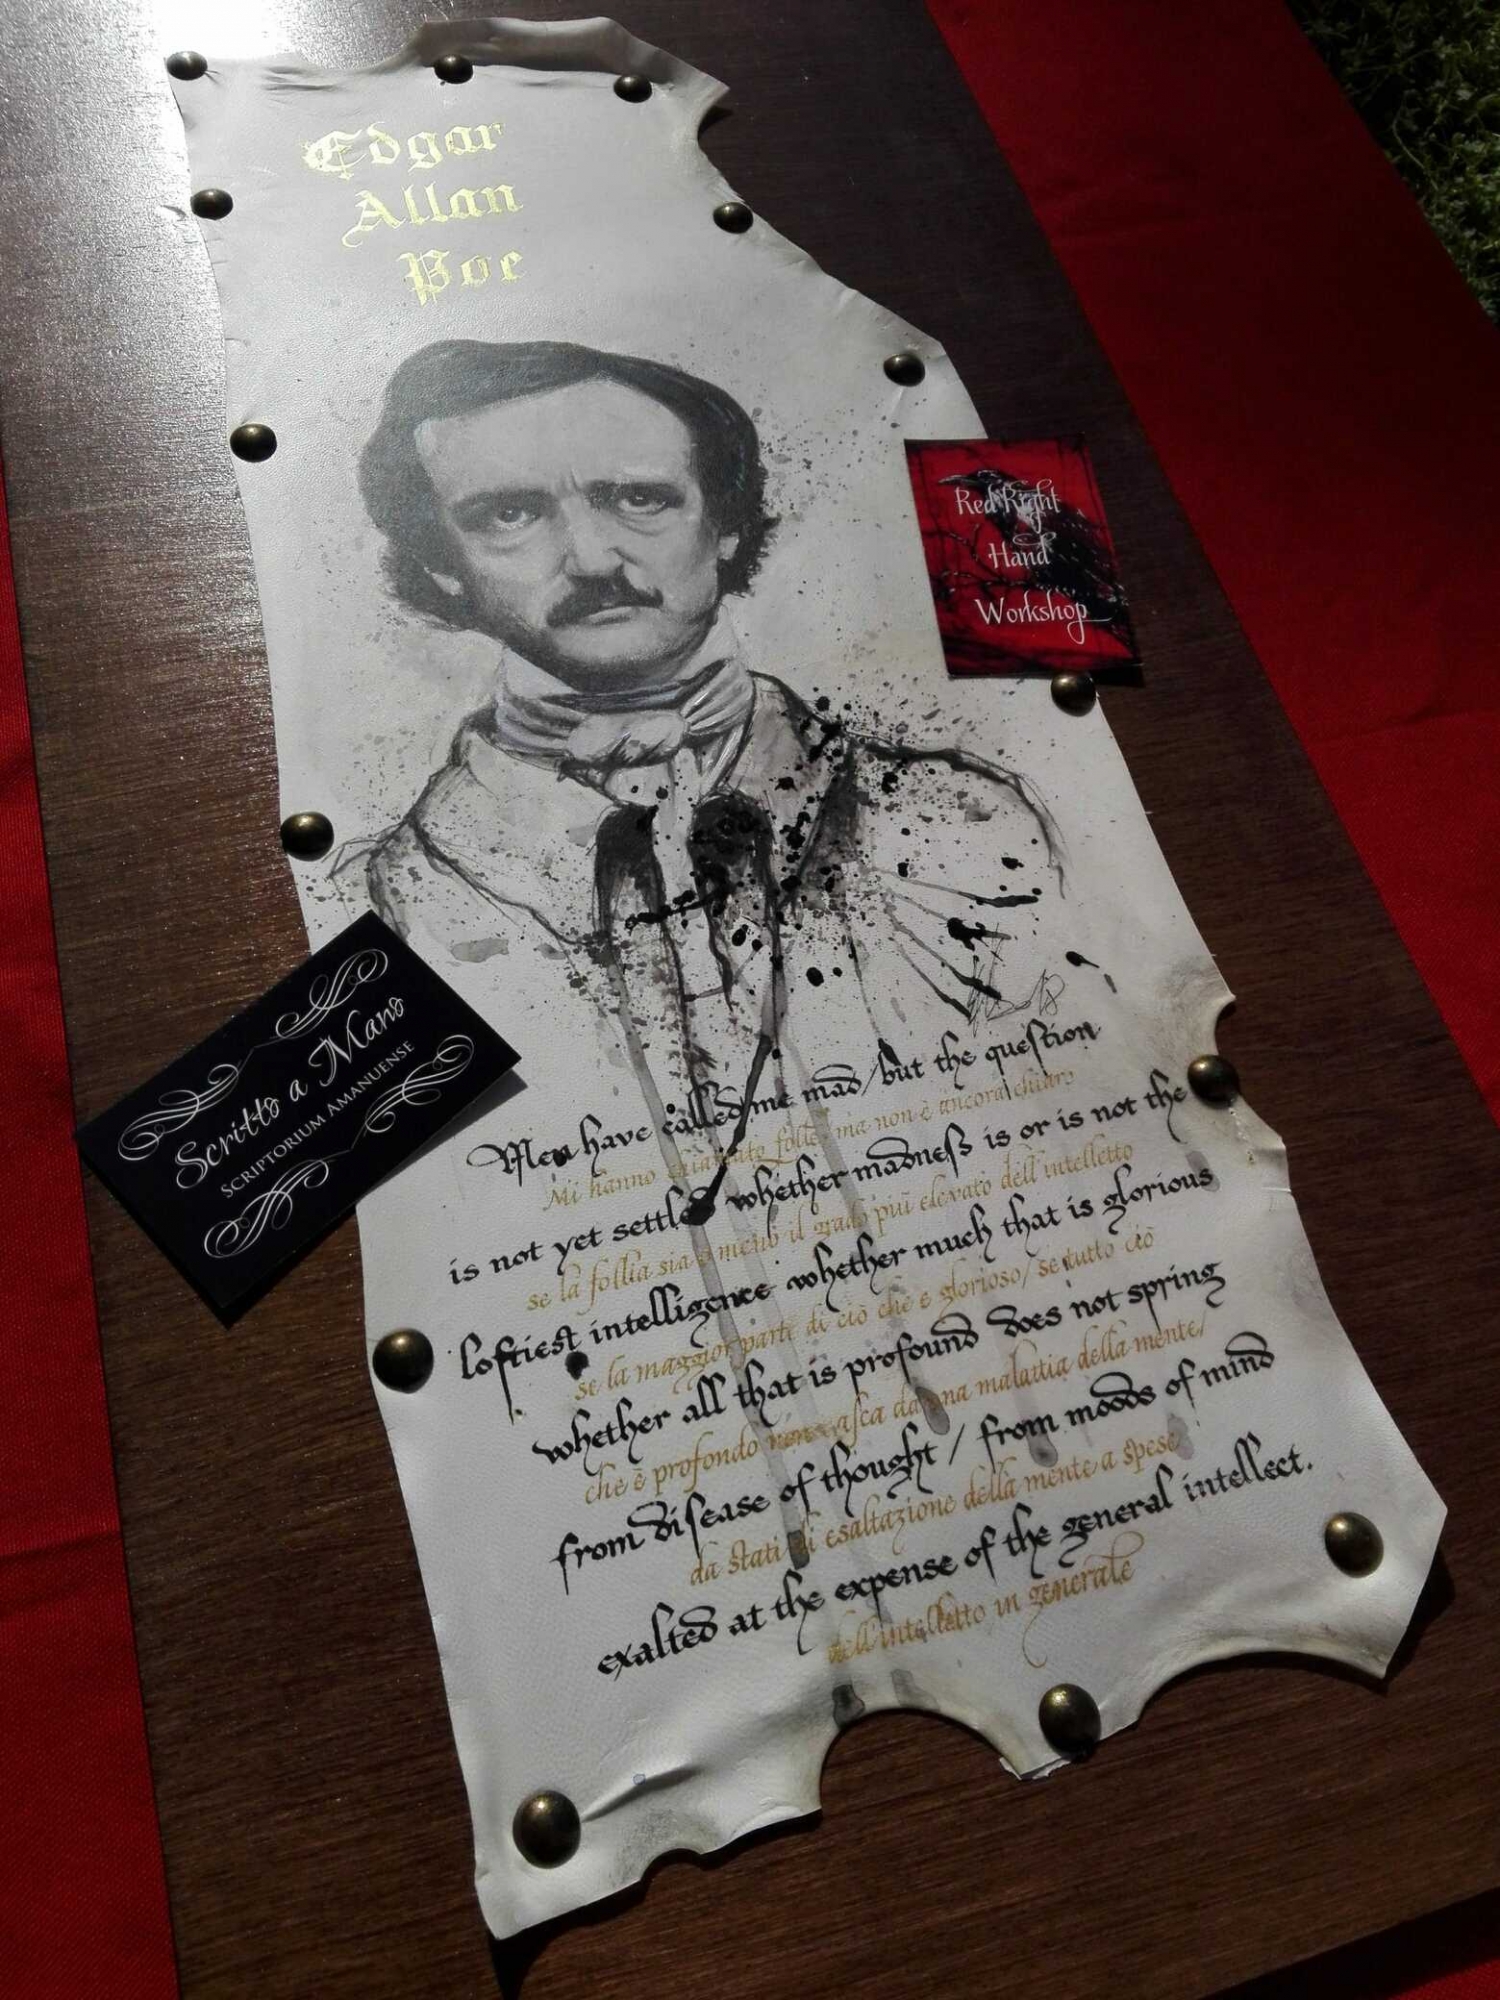 Edgar
Allan
Poe
Red Right
Hand
Workshop
Scritto a Mano
SCRIPTORIUM AMANUENSE
Men have called me mad/but the queſtion
Mi hanno chiamato folle/ ma non è ancora chiaro
is not yet settled whether madneſs is or is not the
se la follia sia o meno il grado più elevato dell'intelletto
loftiest intelligence whether much that is glorious
se la maggior parte di ciò che è glorioso/ se tutto ciò
whether all that is profound does not spring
che è profondo non naſca da una malattia della mente/
from diſease of thought / from moods of mind
da stati di esaltazione della mente a spese
exalted at the expense of the general intellect.
dell'intelletto in generale